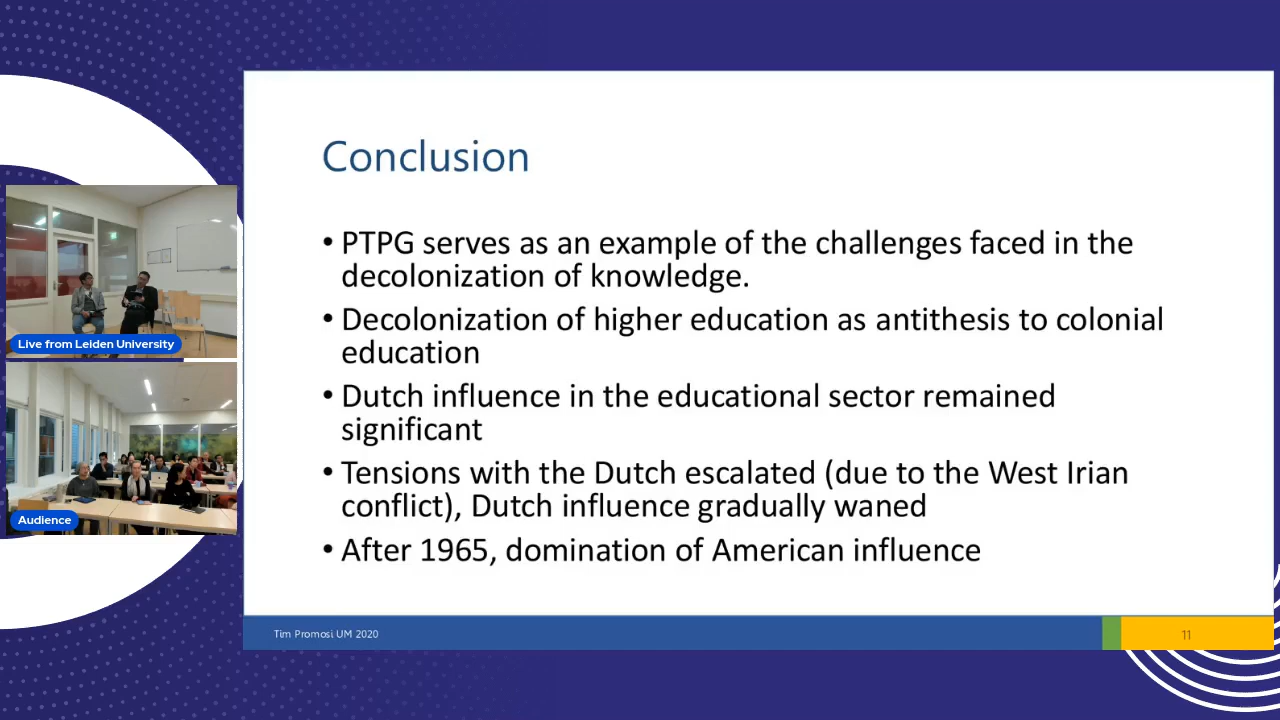 Conclusion
• PTPG serves as an example of the challenges faced in the
decolonization of knowledge.
• Decolonization of higher education as antithesis to colonial
education
• Dutch influence in the educational sector remained
significant
• Tensions with the Dutch escalated (due to the West Irian
conflict), Dutch influence gradually waned
• After 1965, domination of American influence
Tim Promosi UM 2020
11
Live from Leiden University
Audience